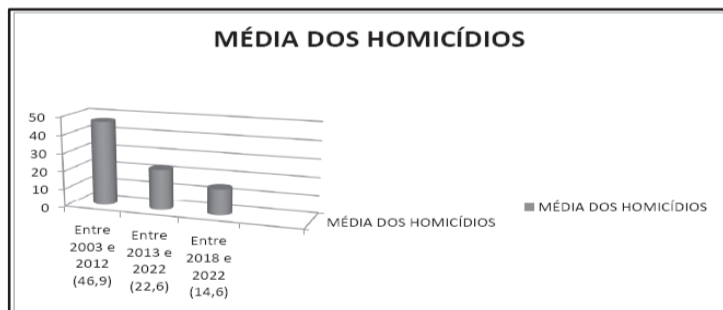 MÉDIA DOS HOMICÍDIOS
50
40
30
20
10
0
Entre
2003 e
2012
(46,9)
Entre
2013 e
2022
(22,6)
Entre
2018 e
2022
(14,6)
MÉDIA DOS HOMICÍDIOS
MÉDIA DOS HOMICÍDIOS